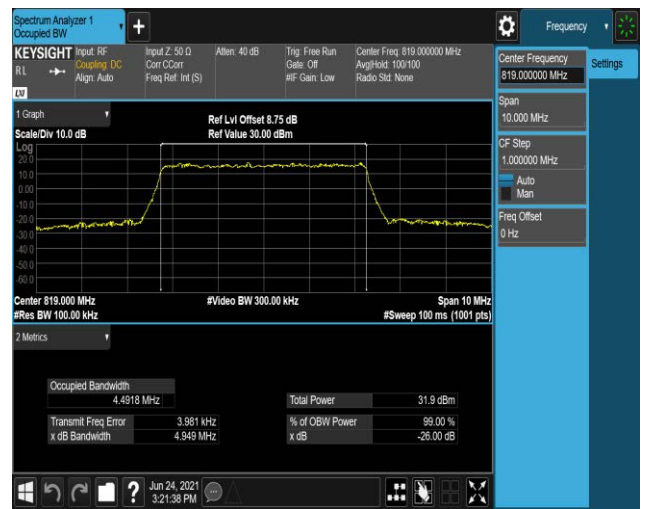 Spectrum Analyzer 1
Occupied BW
+
Frequency
KEYSIGHT
Input: RF
Coupling: DC
Align: Auto
Input Z: 50 Ω
Corr CCorr
Freq Ref: Int (S)
Atten: 40 dB
Trig: Free Run
Gate: Off
#IF Gain: Low
Center Freq: 819.000000 MHz
Avg|Hold: 100/100
Radio Std: None
RL
LXI
Center Frequency
819.000000 MHz
Settings
Span
10.000 MHz
CF Step
1.000000 MHz
Auto
Man
Freq Offset
0 Hz
1 Graph
Scale/Div 10.0 dB
Ref Lvl Offset 8.75 dB
Ref Value 30.00 dBm
Log
20.0
10.0
0.00
-10.0
-20.0
-30.0
-40.0
-50.0
-60.0
Center 819.000 MHz
#Res BW 100.00 kHz
#Video BW 300.00 kHz
Span 10 MHz
#Sweep 100 ms (1001 pts)
2 Metrics
Occupied Bandwidth
4.4918 MHz
Total Power 31.9 dBm
Transmit Freq Error 3.981 kHz
% of OBW Power 99.00 %
x dB Bandwidth 4.949 MHz
x dB -26.00 dB
?
Jun 24, 2021
3:21:38 PM